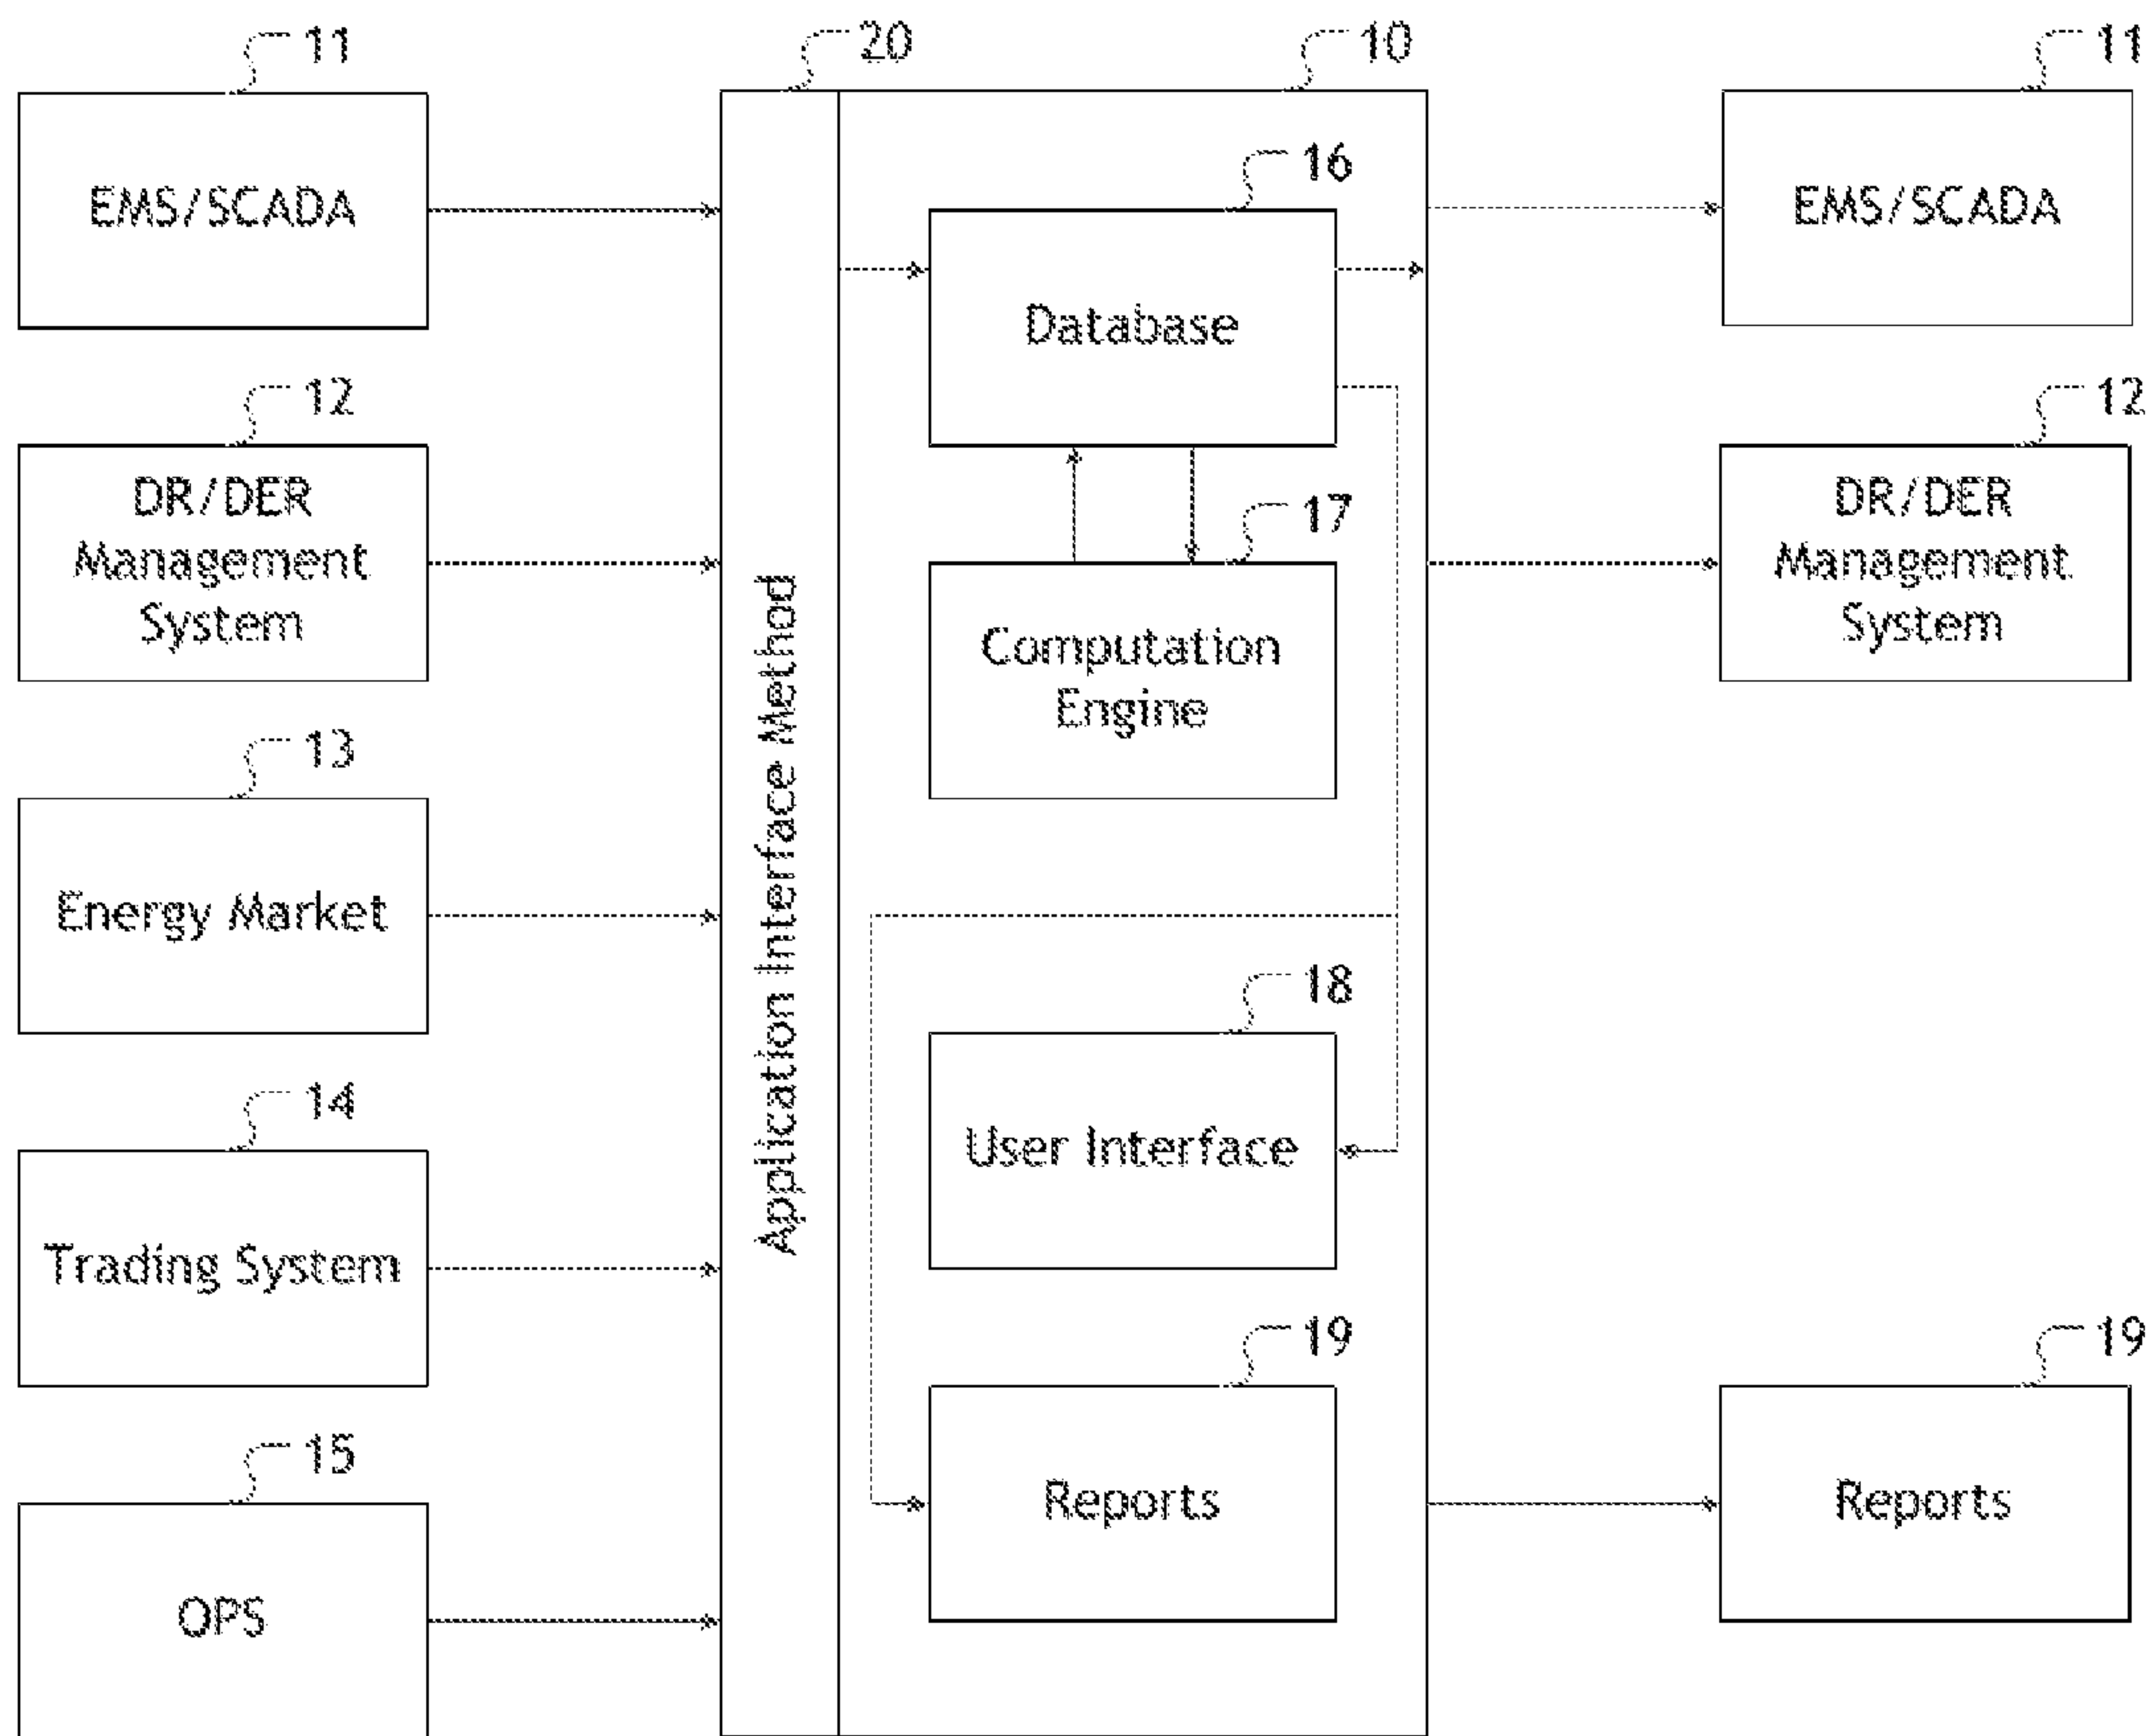 11
EMS/SCADA
12
DR/DER
Management
System
13
Energy Market
14
Trading System
15
OPS
20
Application Interface Method
10
16
Database
17
Computation
Engine
18
User Interface
19
Reports
11
EMS/SCADA
12
DR/DER
Management
System
19
Reports